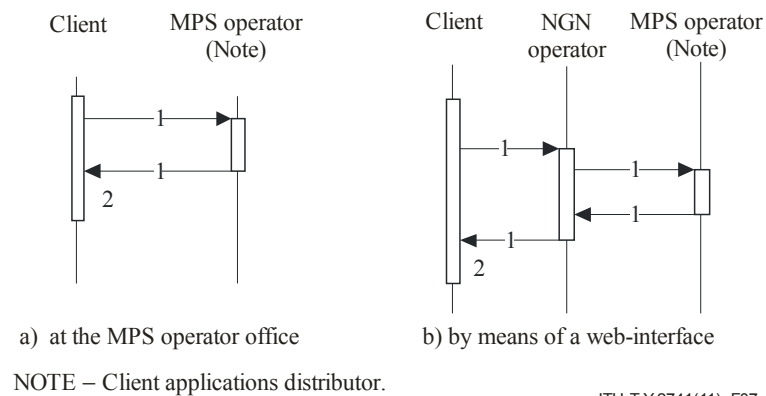 Client
MPS operator
(Note)
1
1
2
a) at the MPS operator office
Client
NGN
operator
MPS operator
(Note)
1
1
1
1
2
b) by means of a web-interface
NOTE – Client applications distributor.